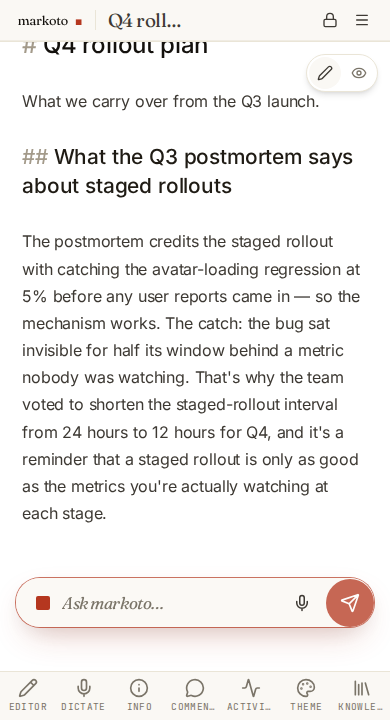 markoto
Q4 roll…
# Q4 rollout plan
What we carry over from the Q3 launch.
## What the Q3 postmortem says
about staged rollouts
The postmortem credits the staged rollout
with catching the avatar-loading regression at
5% before any user reports came in — so the
mechanism works. The catch: the bug sat
invisible for half its window behind a metric
nobody was watching. That's why the team
voted to shorten the staged-rollout interval
from 24 hours to 12 hours for Q4, and it's a
reminder that a staged rollout is only as good
as the metrics you're actually watching at
each stage.
Ask markoto…
EDITOR DICTATE INFO COMMEN… ACTIVI… THEME KNOWLE…